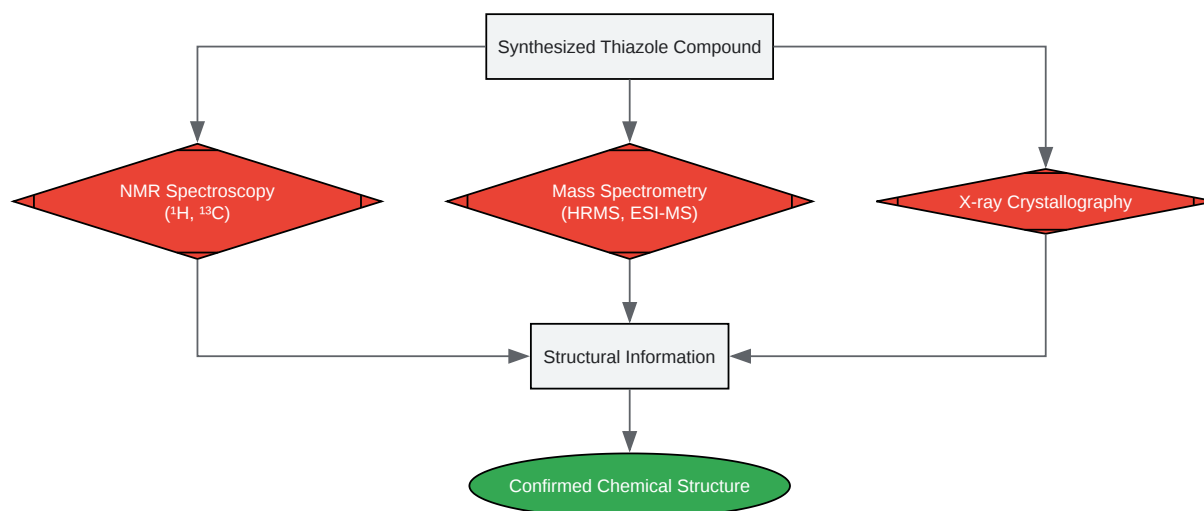 Synthesized Thiazole Compound
NMR Spectroscopy
(¹H, ¹³C)
Mass Spectrometry
(HRMS, ESI-MS)
X-ray Crystallography
Structural Information
Confirmed Chemical Structure